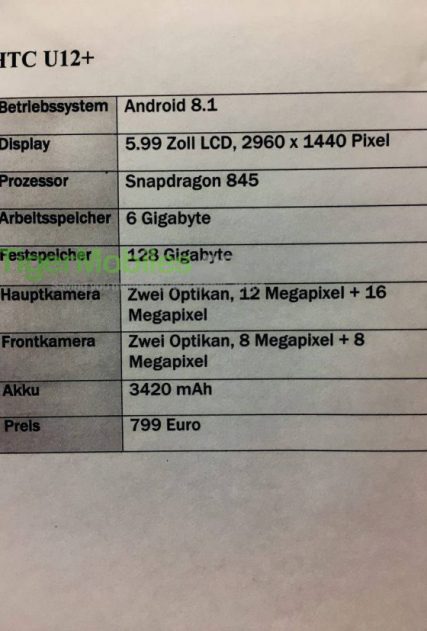 HTC U12+
Betriebssystem Android 8.1
Display 5.99 Zoll LCD, 2960 x 1440 Pixel
Prozessor Snapdragon 845
Arbeitsspeicher 6 Gigabyte
Festspeicher 128 Gigabyte
TigerMobiles
Hauptkamera Zwei Optikan, 12 Megapixel + 16
Megapixel
Frontkamera Zwei Optikan, 8 Megapixel + 8
Megapixel
Akku 3420 mAh
Preis 799 Euro